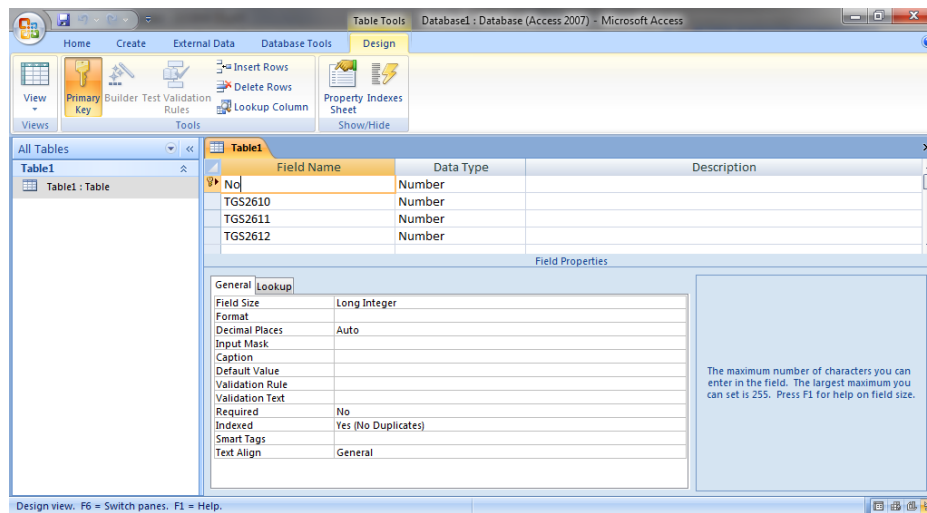 Table Tools Database1 : Database (Access 2007) - Microsoft Access
Home Create External Data Database Tools Design
View
Views
Primary Key
Builder
Test Validation Rules
Insert Rows
Delete Rows
Lookup Column
Tools
Property Sheet
Indexes
Show/Hide
All Tables
Table1
Table1 : Table
Table1
Field Name Data Type Description
No Number
TGS2610 Number
TGS2611 Number
TGS2612 Number
Field Properties
General Lookup
Field Size Long Integer
Format
Decimal Places Auto
Input Mask
Caption
Default Value
Validation Rule
Validation Text
Required No
Indexed Yes (No Duplicates)
Smart Tags
Text Align General
The maximum number of characters you can
enter in the field. The largest maximum you
can set is 255. Press F1 for help on field size.
Design view. F6 = Switch panes. F1 = Help.